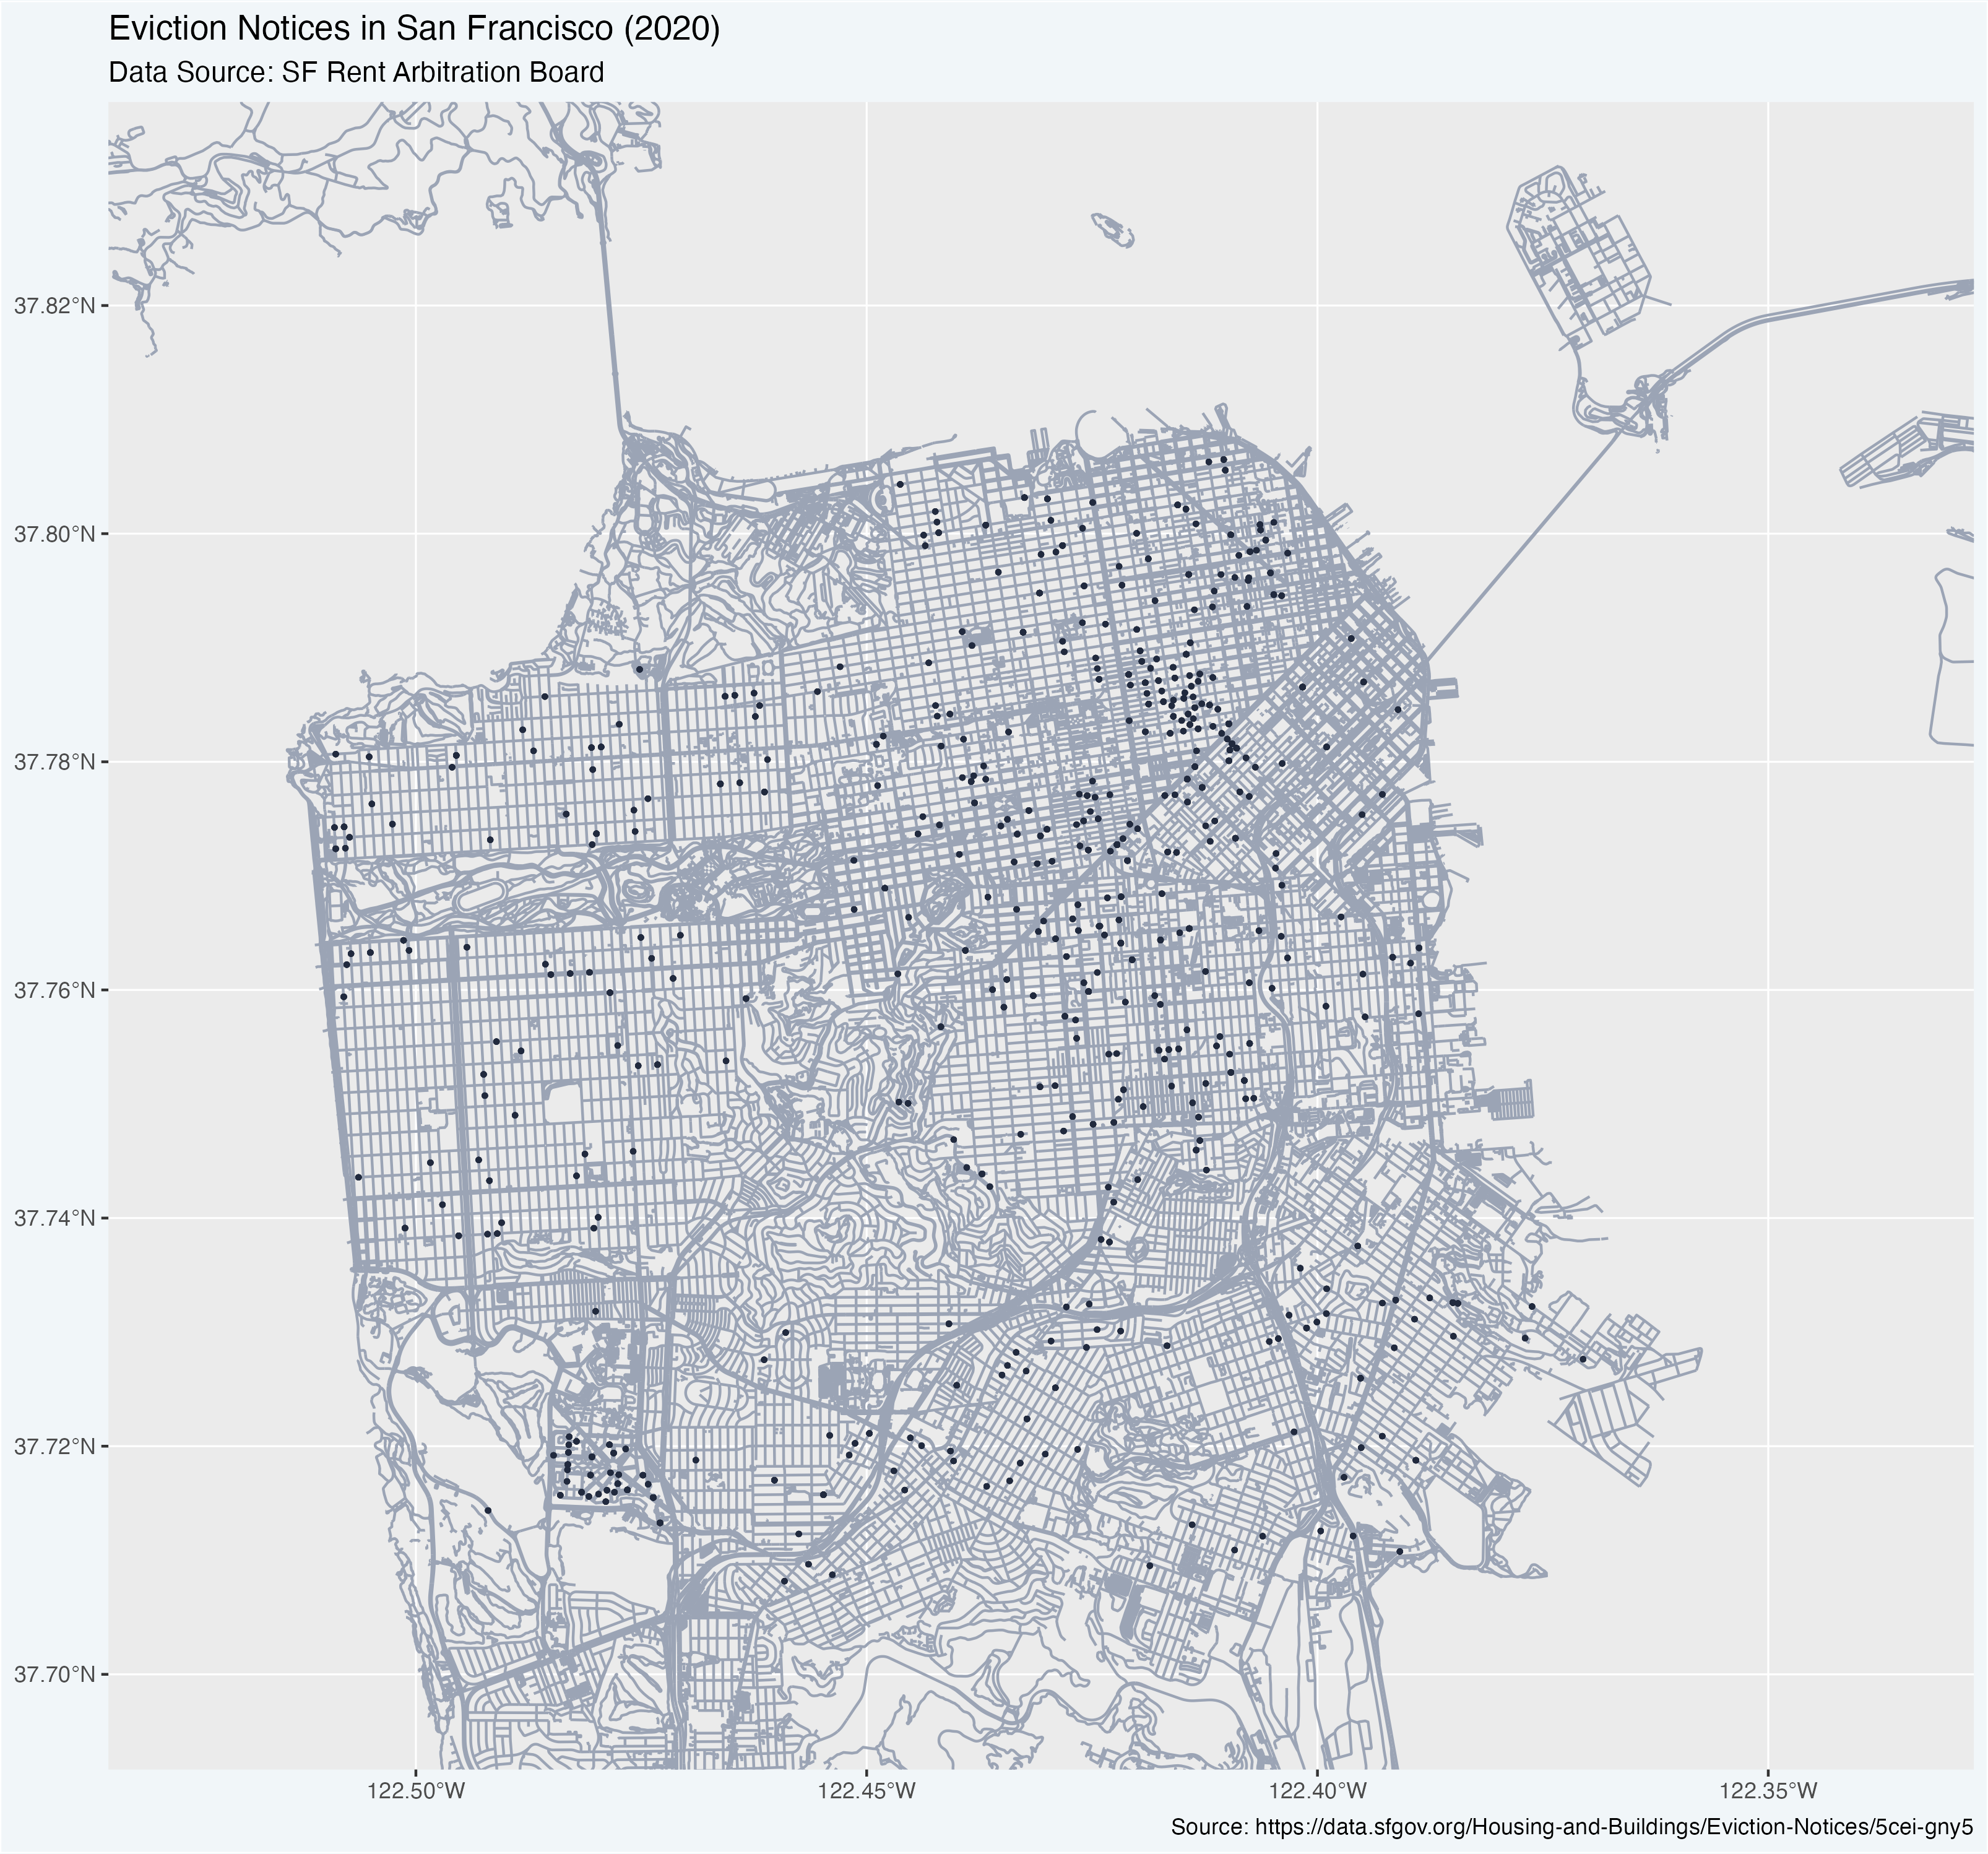 Eviction Notices in San Francisco (2020)
Data Source: SF Rent Arbitration Board
37.82°N
37.80°N
37.78°N
37.76°N
37.74°N
37.72°N
37.70°N
122.50°W
122.45°W
122.40°W
122.35°W
Source: https://data.sfgov.org/Housing-and-Buildings/Eviction-Notices/5cei-gny5